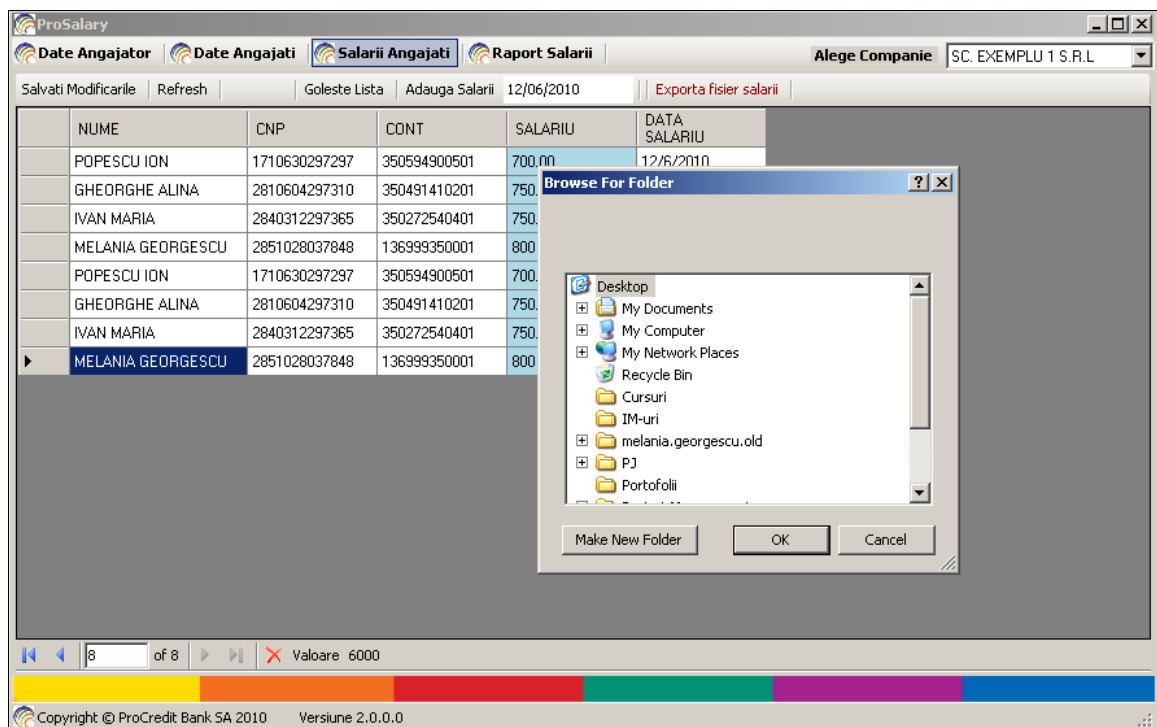 ProSalary
Date Angajator Date Angajati Salarii Angajati Raport Salarii Alege Companie SC. EXEMPLU 1 S.R.L
Salvati Modificarile Refresh Goleste Lista Adauga Salarii 12/06/2010 Exporta fisier salarii
NUME CNP CONT SALARIU DATA SALARIU
POPESCU ION 1710630297297 350594900501 700.00 12/6/2010
GHEORGHE ALINA 2810604297310 350491410201 750.
IVAN MARIA 2840312297365 350272540401 750.
MELANIA GEORGESCU 2851028037848 136999350001 800
POPESCU ION 1710630297297 350594900501 700.
GHEORGHE ALINA 2810604297310 350491410201 750.
IVAN MARIA 2840312297365 350272540401 750.
MELANIA GEORGESCU 2851028037848 136999350001 800
Browse For Folder
Desktop
My Documents
My Computer
My Network Places
Recycle Bin
Cursuri
IM-uri
melania.georgescu.old
PJ
Portofolii
Make New Folder OK Cancel
8 of 8 Valoare 6000
Copyright © ProCredit Bank SA 2010 Versiune 2.0.0.0